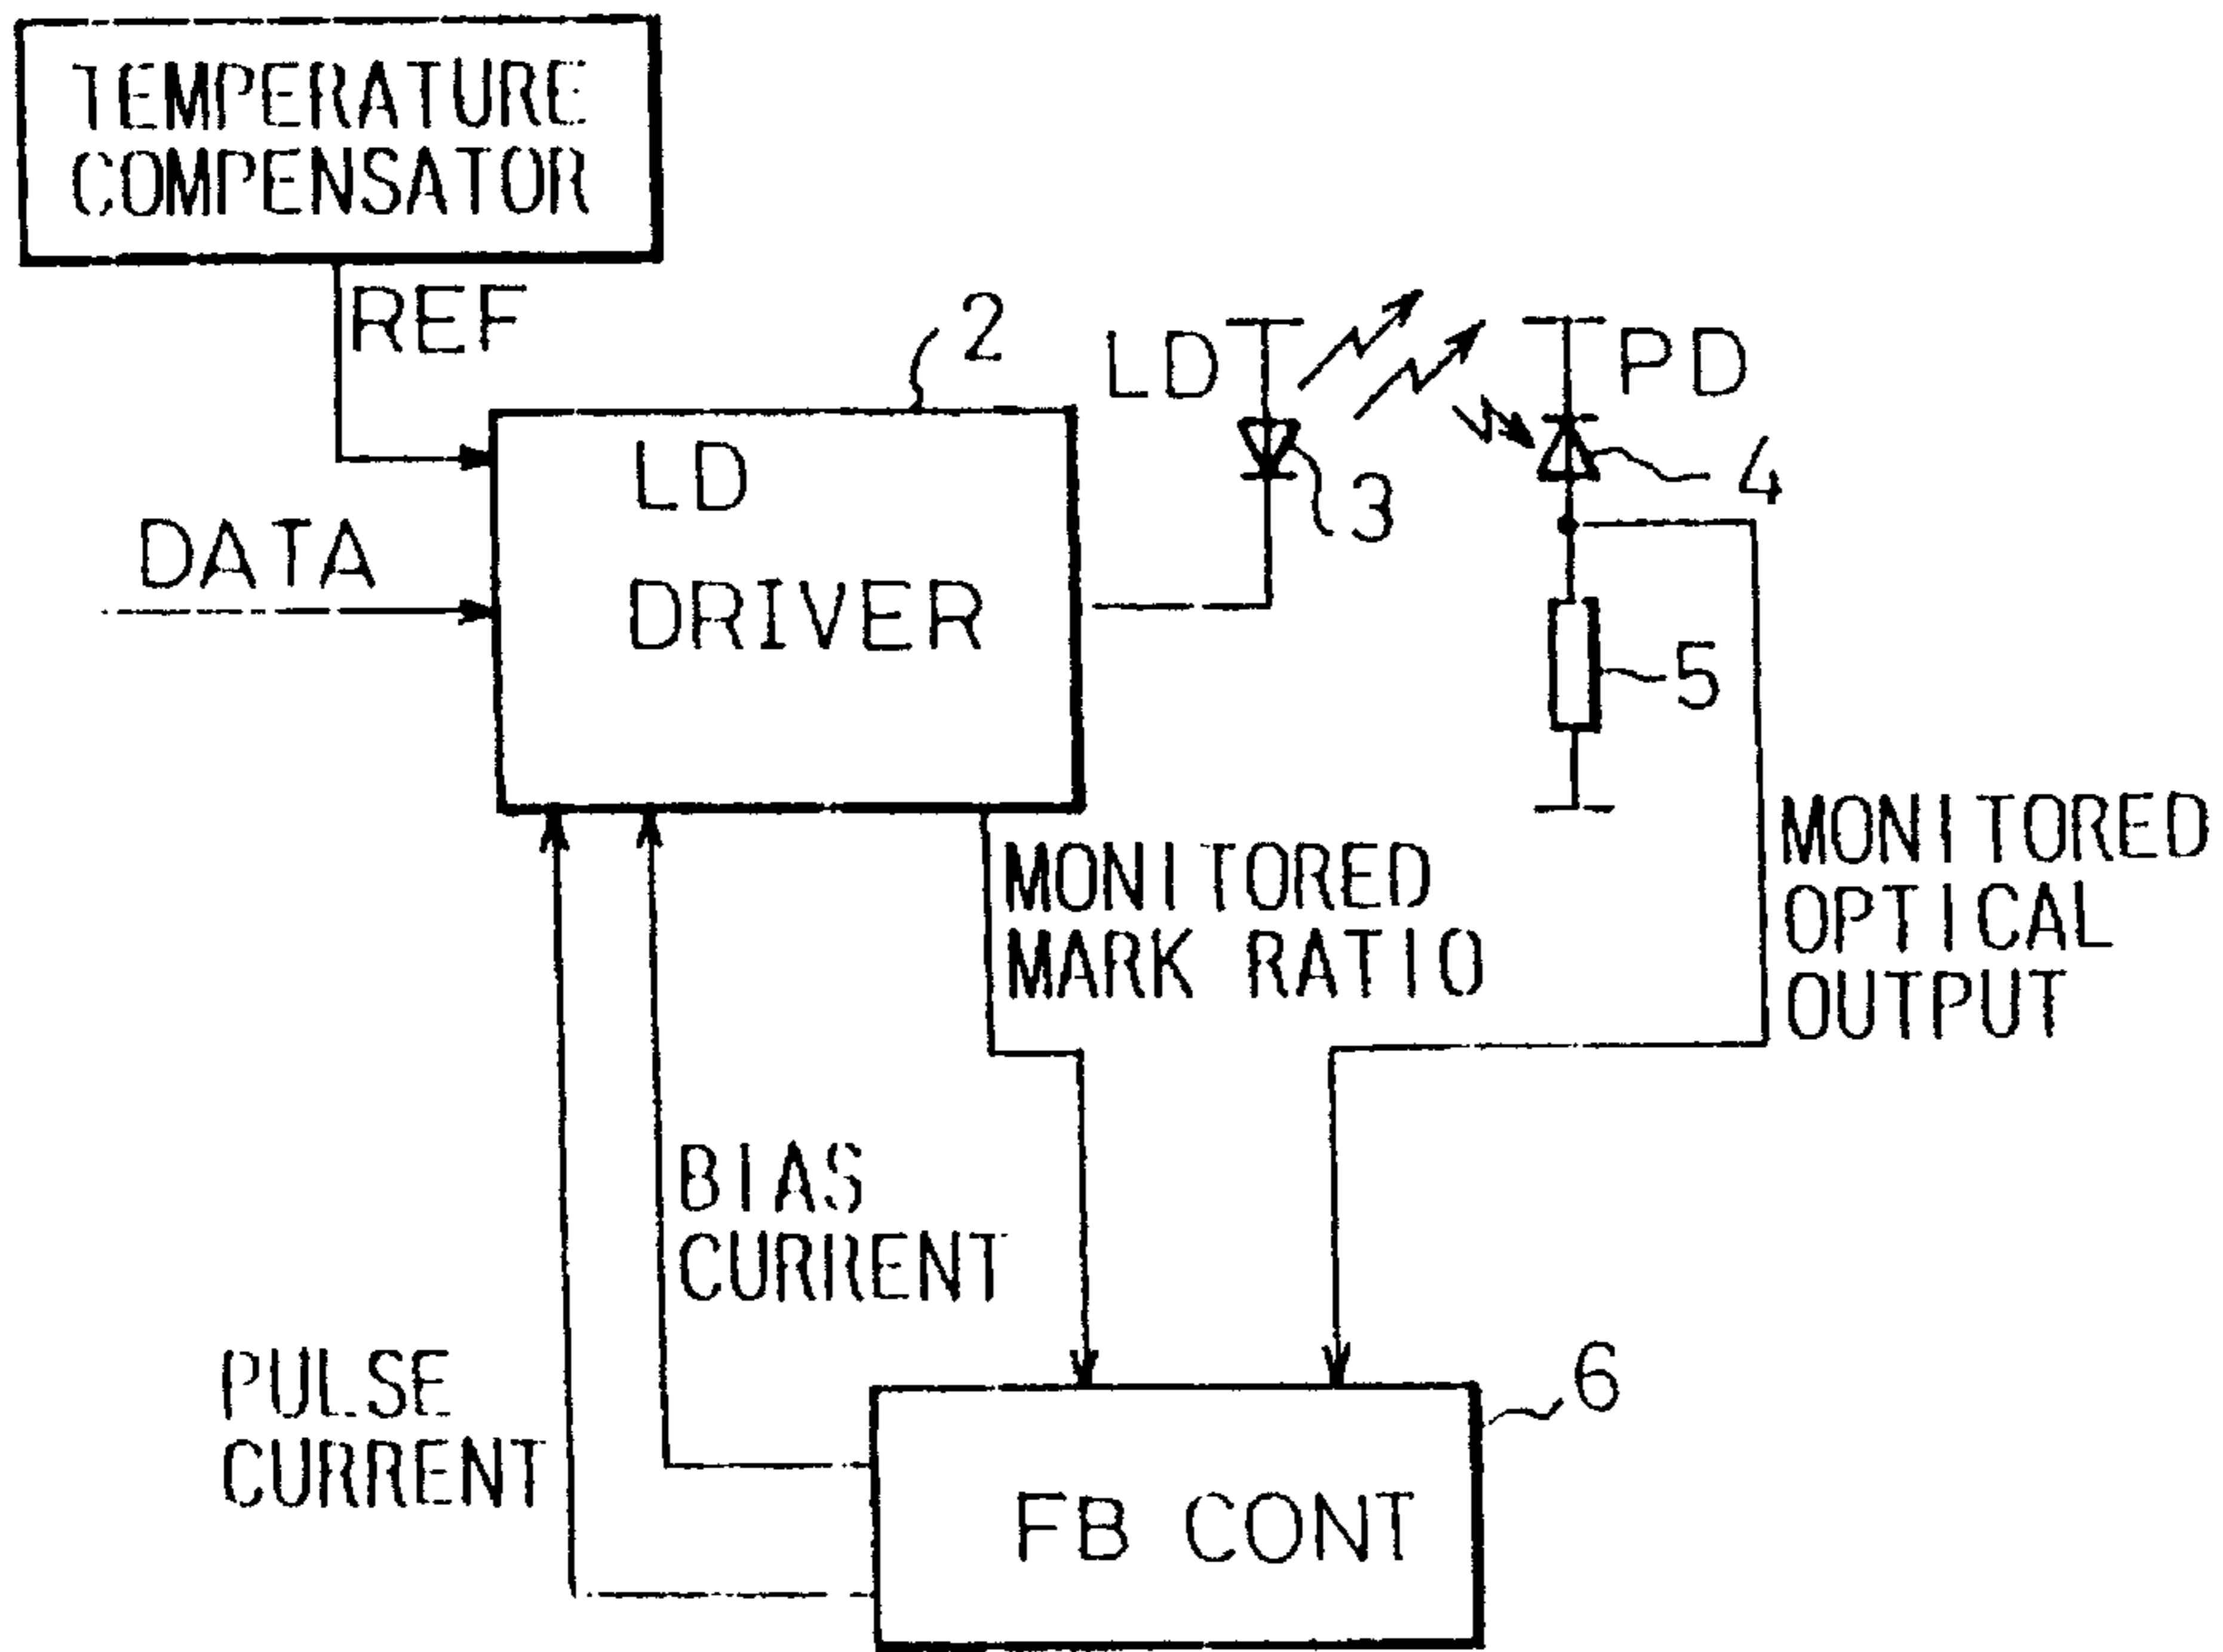 TEMPERATURE
COMPENSATOR
REF
2
LD
PD
LD
DRIVER
3
4
DATA
5
MONITORED
MARK RATIO
MONITORED
OPTICAL
OUTPUT
BIAS
CURRENT
PULSE
CURRENT
6
FB CONT